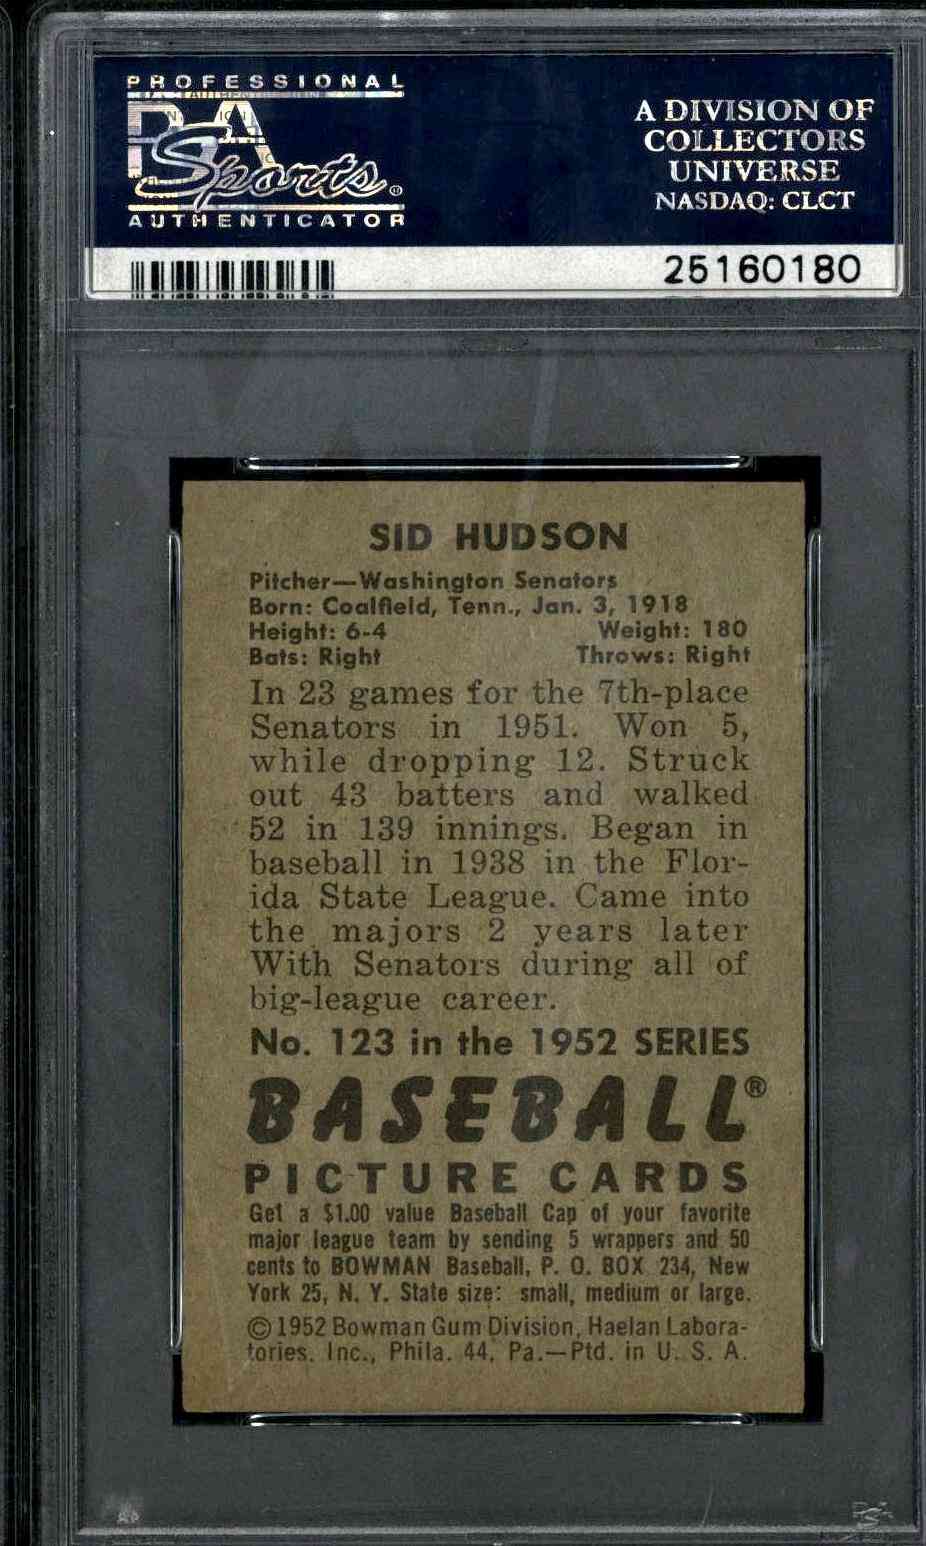 PROFESSIONAL
PSA
Sports®
AUTHENTICATOR
A DIVISION OF
COLLECTORS
UNIVERSE
NASDAQ: CLCT
25160180
SID HUDSON
Pitcher—Washington Senators
Born: Coalfield, Tenn., Jan. 3, 1918
Height: 6-4 Weight: 180
Bats: Right Throws: Right
In 23 games for the 7th-place
Senators in 1951. Won 5,
while dropping 12. Struck
out 43 batters and walked
52 in 139 innings. Began in
baseball in 1938 in the Flor-
ida State League. Came into
the majors 2 years later
With Senators during all of
big-league career.
No. 123 in the 1952 SERIES
BASEBALL®
PICTURE CARDS
Get a $1.00 value Baseball Cap of your favorite
major league team by sending 5 wrappers and 50
cents to BOWMAN Baseball, P. O. BOX 234, New
York 25, N. Y. State size: small, medium or large.
©1952 Bowman Gum Division, Haelan Labora-
tories, Inc., Phila. 44, Pa.—Ptd. in U. S. A.